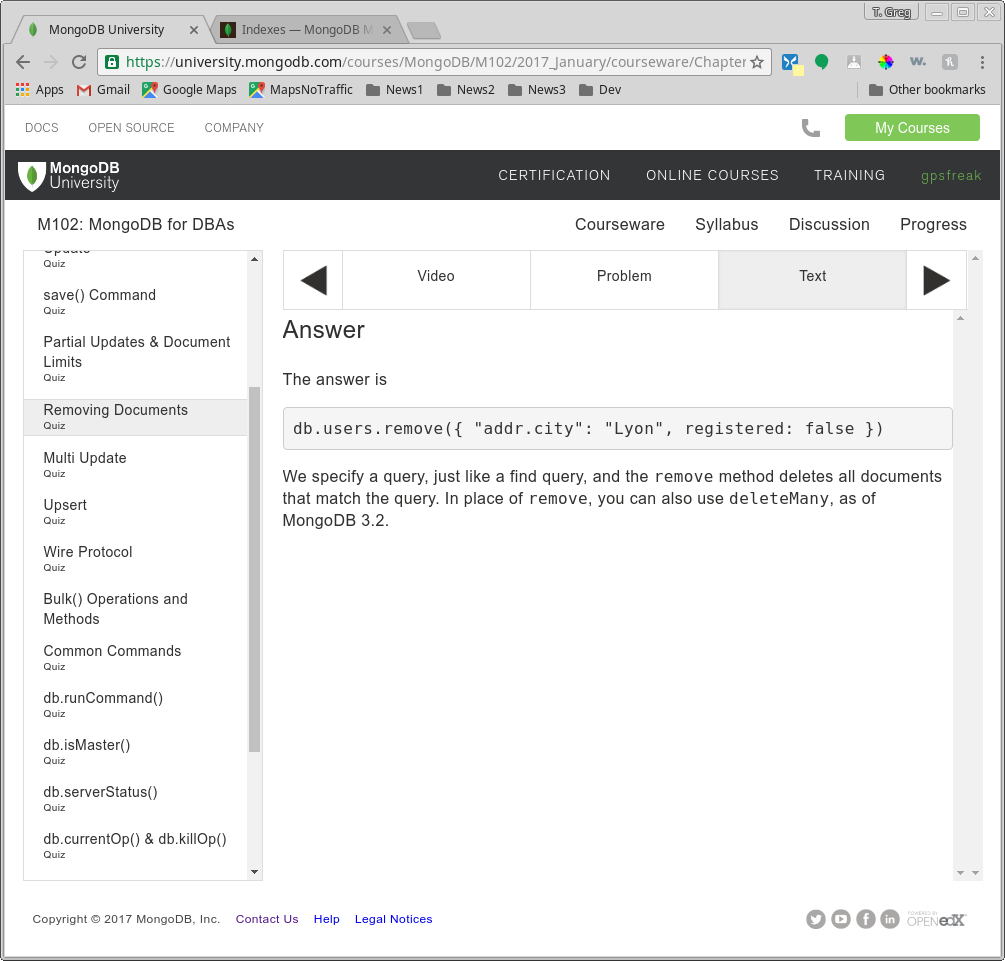 T. Greg
MongoDB University
Indexes — MongoDB M
https://university.mongodb.com/courses/MongoDB/M102/2017_January/courseware/Chapter
Apps Gmail Google Maps MapsNoTraffic News1 News2 News3 Dev Other bookmarks
DOCS OPEN SOURCE COMPANY My Courses
MongoDB
University
CERTIFICATION ONLINE COURSES TRAINING gpsfreak
M102: MongoDB for DBAs Courseware Syllabus Discussion Progress
Update
Quiz
save() Command
Quiz
Partial Updates & Document
Limits
Quiz
Removing Documents
Quiz
Multi Update
Quiz
Upsert
Quiz
Wire Protocol
Quiz
Bulk() Operations and
Methods
Common Commands
Quiz
db.runCommand()
Quiz
db.isMaster()
Quiz
db.serverStatus()
Quiz
db.currentOp() & db.killOp()
Quiz
Video Problem Text
Answer
The answer is
db.users.remove({ "addr.city": "Lyon", registered: false })
We specify a query, just like a find query, and the remove method deletes all documents
that match the query. In place of remove, you can also use deleteMany, as of
MongoDB 3.2.
Copyright © 2017 MongoDB, Inc. Contact Us Help Legal Notices
POWERED BY
OPEN edX